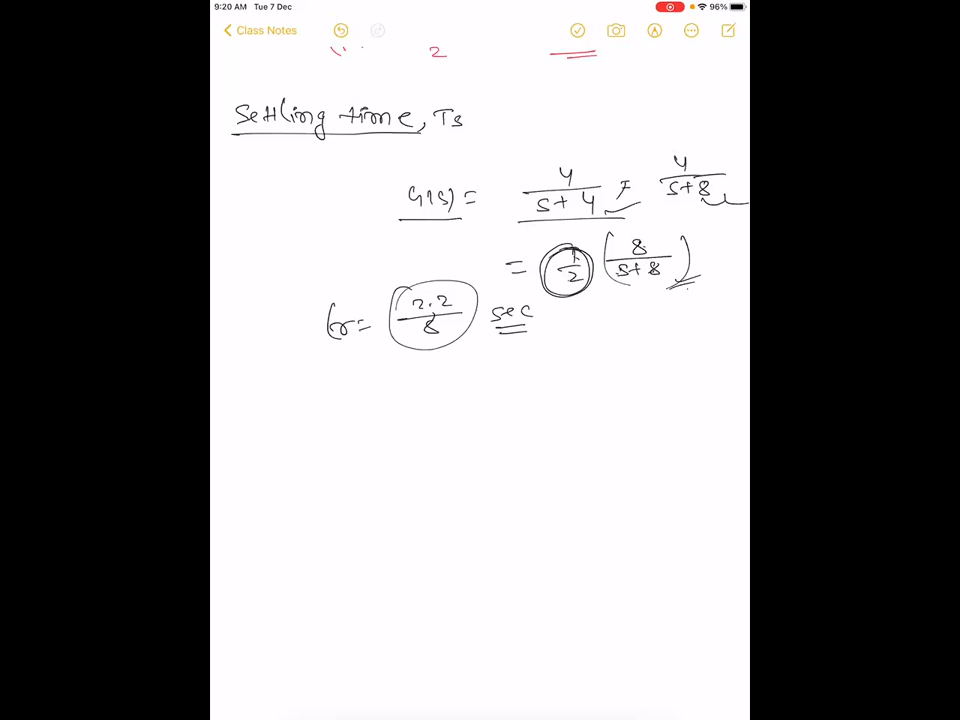 9:20 AM Tue 7 Dec 96%
Class Notes
2
Settling time, Ts
G(s) = 4/(s+4) , 4/(s+8)
= 1/2 (8/(s+8))
tr = 2.2/8 sec